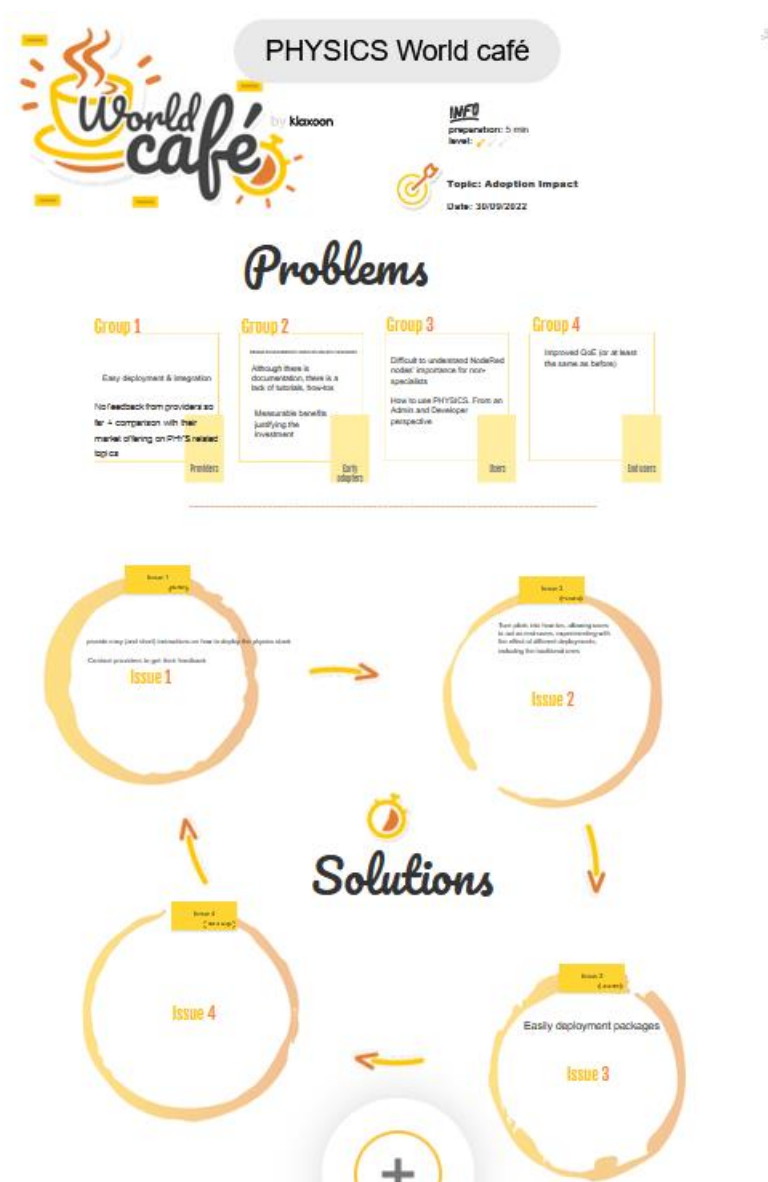 PHYSICS World café
World
café
by klaxoon
INFO
preparation: 5 min
level:
Topic: Adoption Impact
Date: 30/09/2022
Problems
Group 1
Easy deployment & integration
No feedback from providers so
far → comparison with their
market offering on PHYS related
topics
Providers
Group 2
Although there is
documentation, there is a
lack of tutorials, how-tos
Measurable benefits
justifying the
investment
Early
adopters
Group 3
Difficult to understand NodeRed
nodes' importance for non-
specialists
How to use PHYSICS. From an
Admin and Developer
perspective
Users
Group 4
Improved QoE (or at least
the same as before)
End users
Issue 1
provide easy (and short) instructions on how to deploy the physics stack
Contact providers to get their feedback
Issue 1
Issue 2
Turn pilots into how-tos, allowing users
to act as end-users, experimenting with
the effect of different deployments,
including the traditional ones
Issue 2
Solutions
Issue 4
Issue 4
Issue 3
(users)
Easily deployment packages
Issue 3